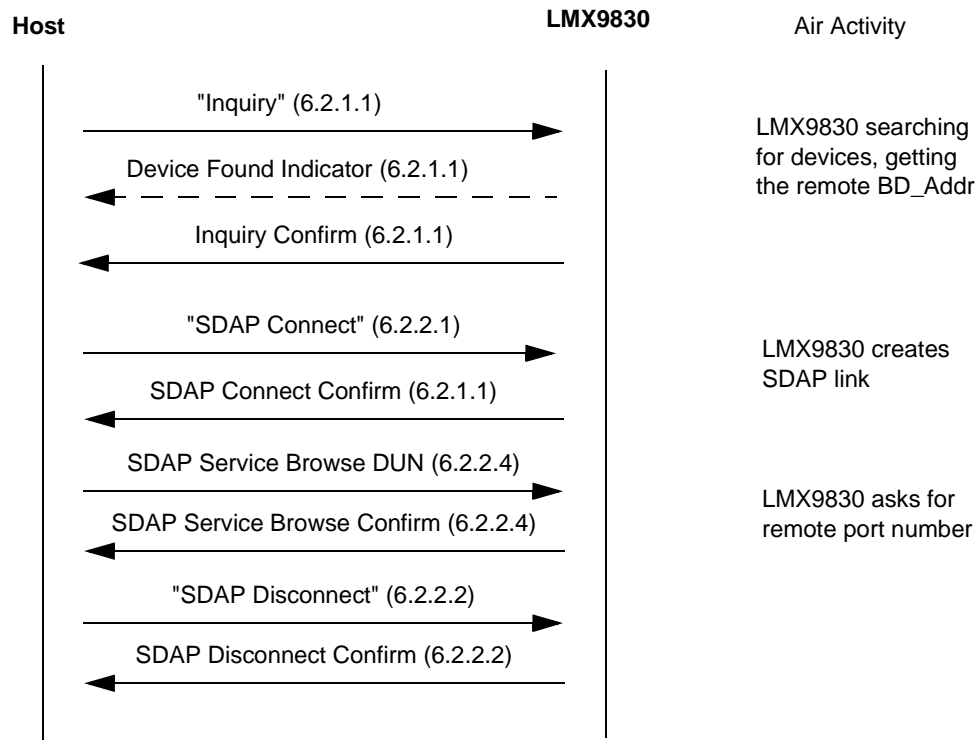 Host
LMX9830
Air Activity
"Inquiry" (6.2.1.1)
LMX9830 searching
for devices, getting
the remote BD_Addr
Device Found Indicator (6.2.1.1)
Inquiry Confirm (6.2.1.1)
"SDAP Connect" (6.2.2.1)
LMX9830 creates
SDAP link
SDAP Connect Confirm (6.2.1.1)
SDAP Service Browse DUN (6.2.2.4)
LMX9830 asks for
remote port number
SDAP Service Browse Confirm (6.2.2.4)
"SDAP Disconnect" (6.2.2.2)
SDAP Disconnect Confirm (6.2.2.2)